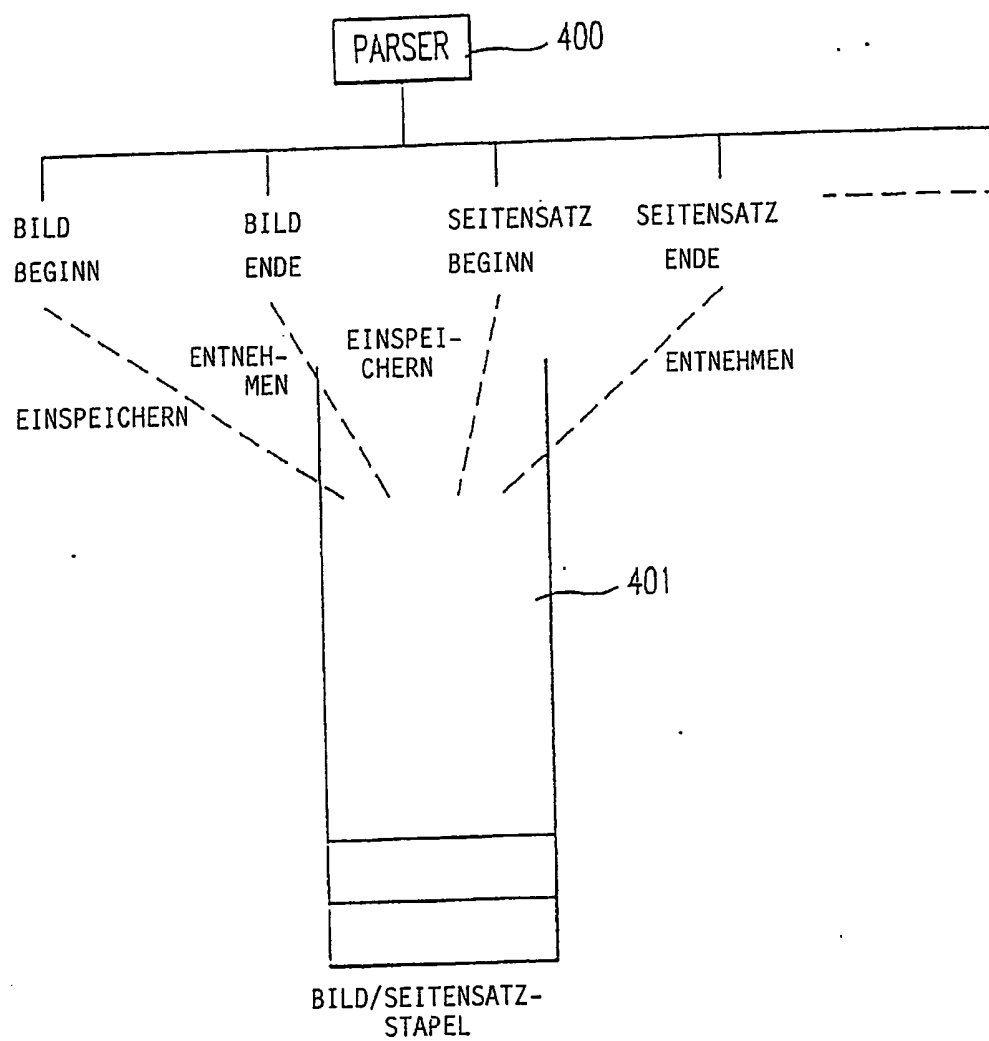 PARSER
400
BILD
BEGINN
BILD
ENDE
SEITENSATZ
BEGINN
SEITENSATZ
ENDE
EINSPEICHERN
ENTNEH-
MEN
EINSPEI-
CHERN
ENTNEHMEN
401
BILD/SEITENSATZ-
STAPEL